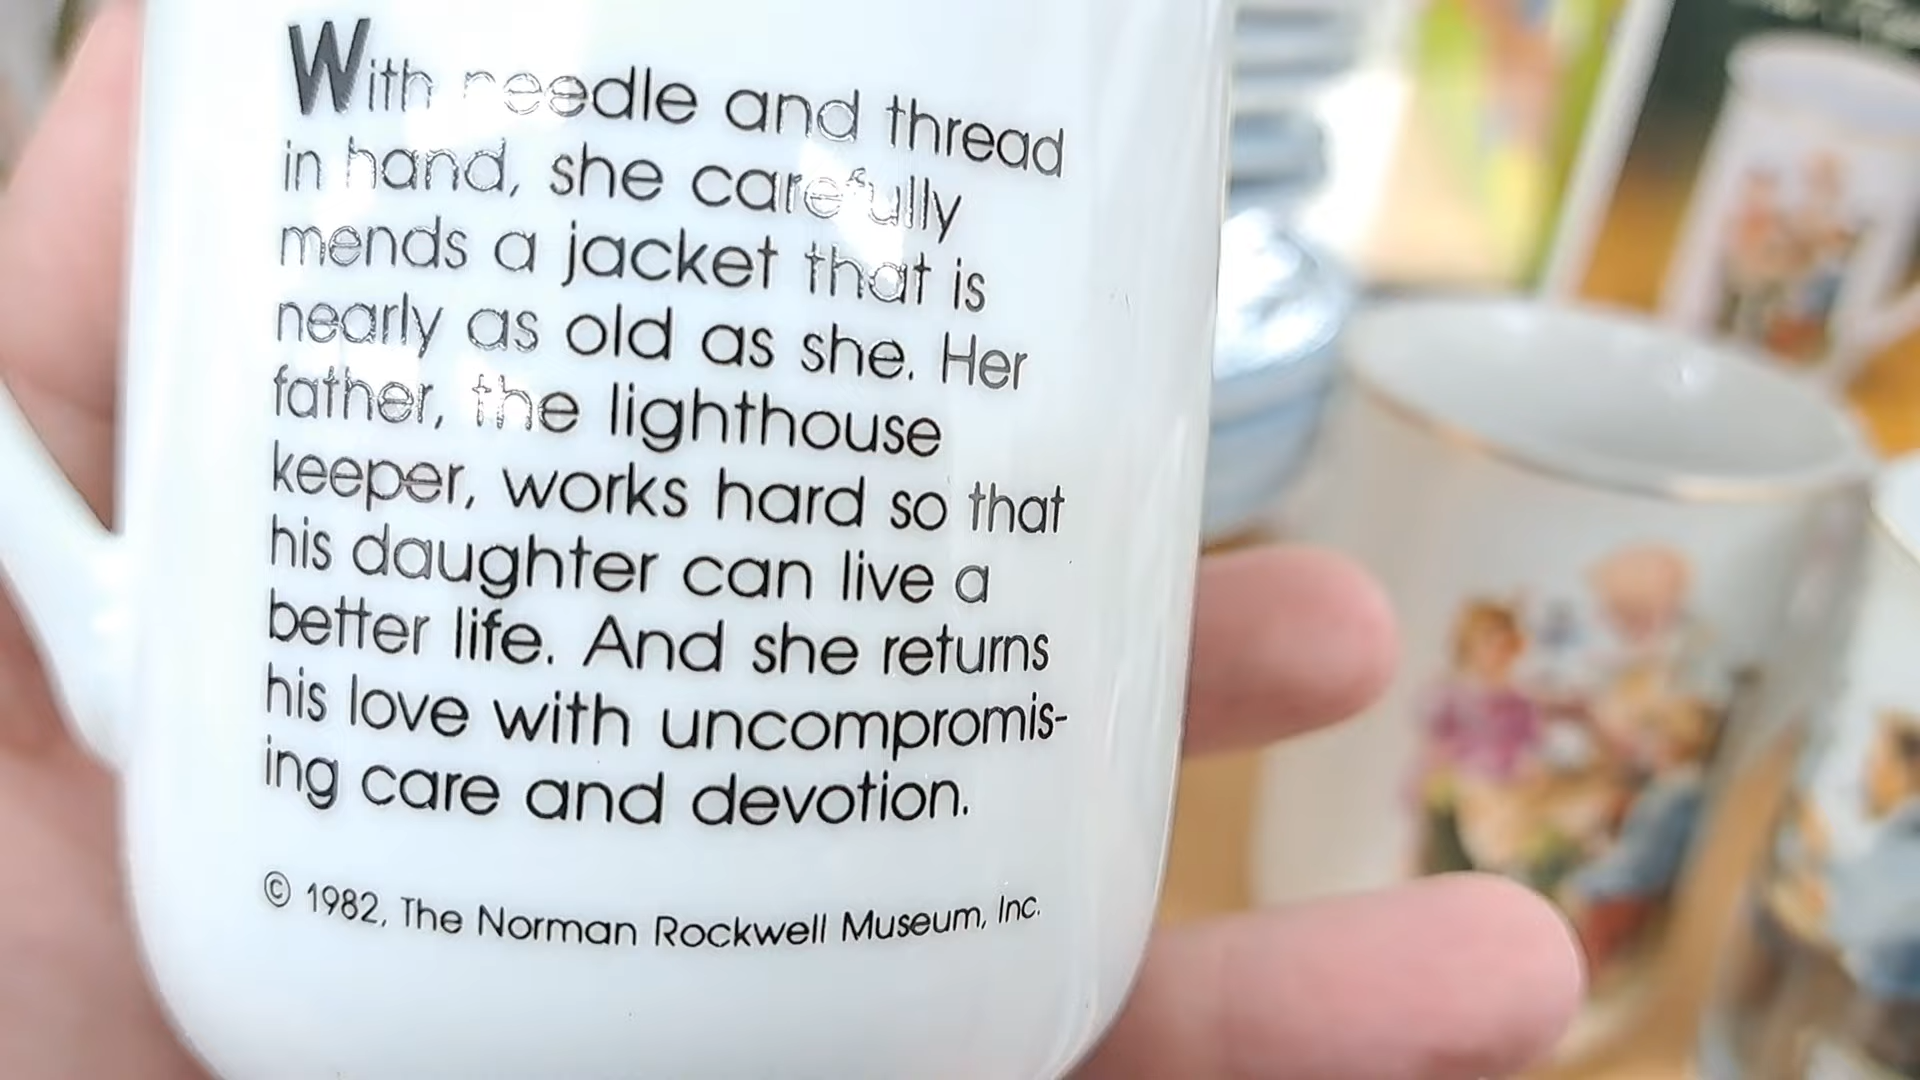 With needle and thread
in hand, she carefully
mends a jacket that is
nearly as old as she. Her
father, the lighthouse
keeper, works hard so that
his daughter can live a
better life. And she returns
his love with uncompromis-
ing care and devotion.
© 1982, The Norman Rockwell Museum, Inc.